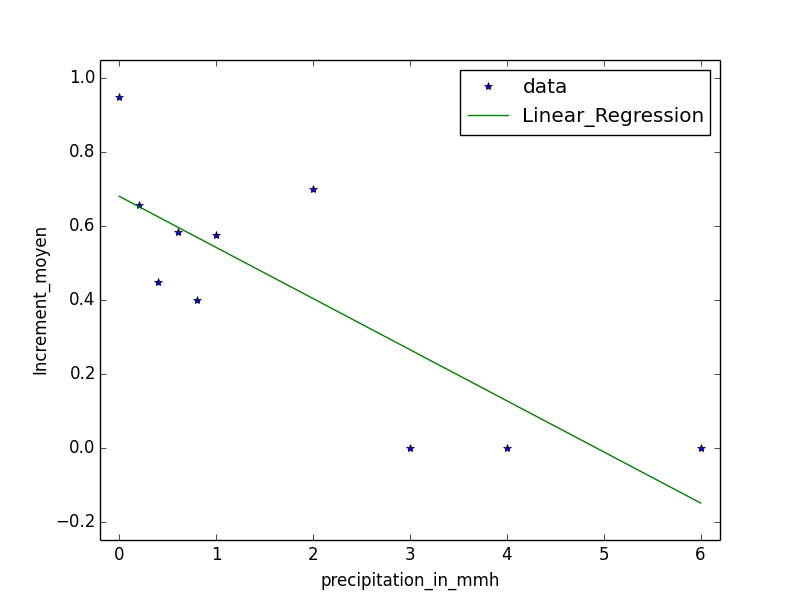 data
Linear_Regression
1.0
0.8
0.6
0.4
0.2
0.0
−0.2
Increment_moyen
0 1 2 3 4 5 6
precipitation_in_mmh